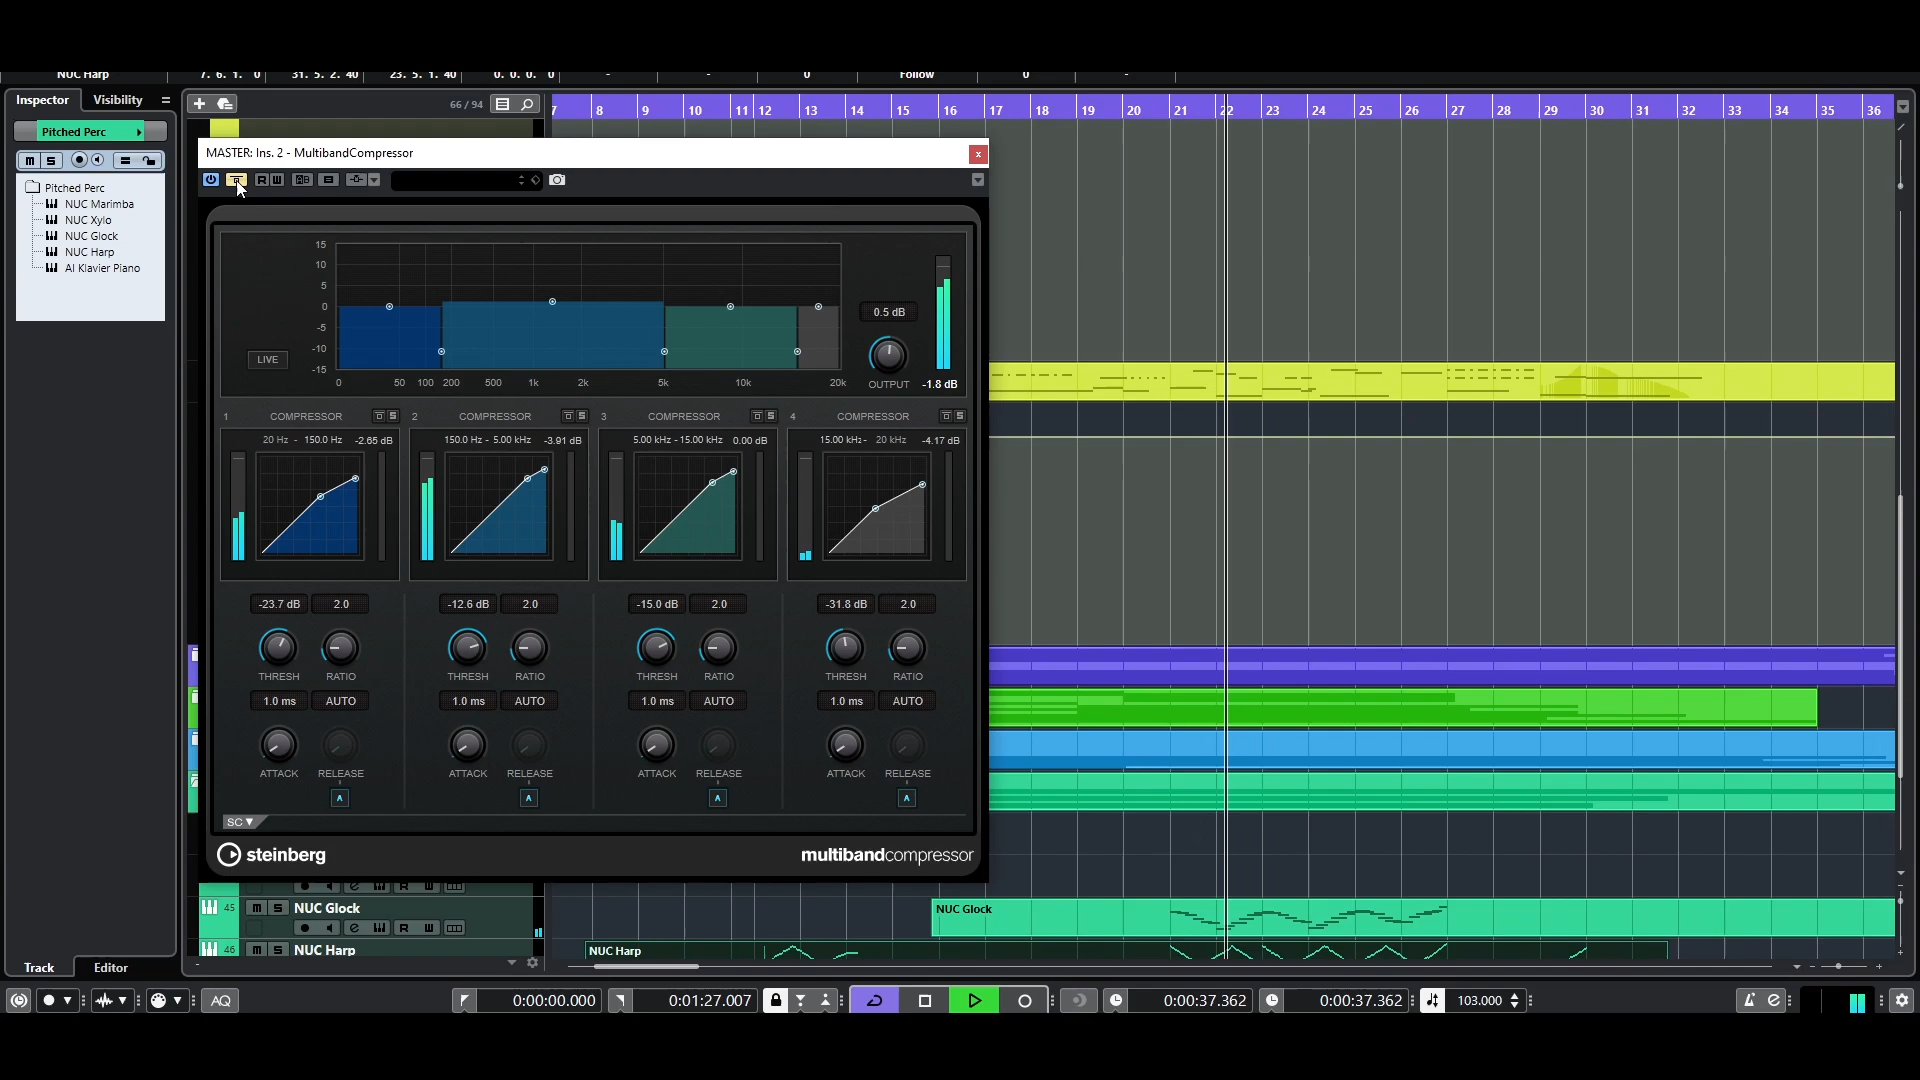 NUC Harp 7. 6. 1. 0 31. 5. 2. 40 23. 5. 1. 40 0. 0. 0. 0 - - 0 Follow 0 -
Inspector Visibility
66 / 94
7 8 9 10 11 12 13 14 15 16 17 18 19 20 21 22 23 24 25 26 27 28 29 30 31 32 33 34 35 36
Pitched Perc
M S
Pitched Perc
NUC Marimba
NUC Xylo
NUC Glock
NUC Harp
AI Klavier Piano
MASTER: Ins. 2 - MultibandCompressor
R W
15
10
5
0
-5
-10
-15
LIVE
0 50 100 200 500 1k 2k 5k 10k 20k
0.5 dB
OUTPUT -1.8 dB
1 COMPRESSOR S 2 COMPRESSOR S 3 COMPRESSOR S 4 COMPRESSOR S
20 Hz - 150.0 Hz -2.65 dB 150.0 Hz - 5.00 kHz -3.91 dB 5.00 kHz - 15.00 kHz 0.00 dB 15.00 kHz - 20 kHz -4.17 dB
-23.7 dB 2.0 -12.6 dB 2.0 -15.0 dB 2.0 -31.8 dB 2.0
THRESH RATIO THRESH RATIO THRESH RATIO THRESH RATIO
1.0 ms AUTO 1.0 ms AUTO 1.0 ms AUTO 1.0 ms AUTO
ATTACK RELEASE ATTACK RELEASE ATTACK RELEASE ATTACK RELEASE
A A A A
SC
steinberg multibandcompressor
45 M S NUC Glock
R W
46 M S NUC Harp
NUC Glock
NUC Harp
Track Editor
AQ 0:00:00.000 0:01:27.007 0:00:37.362 0:00:37.362 103.000